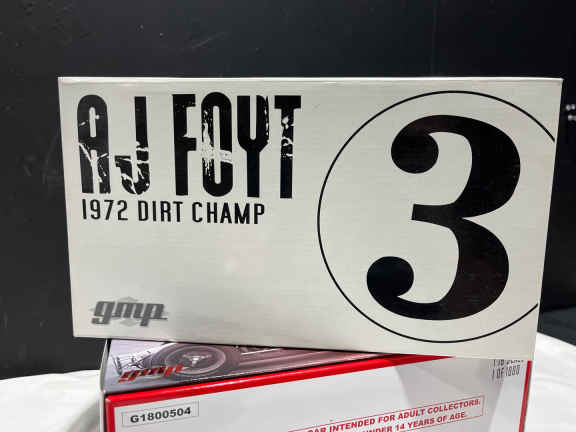 AJ FOYT
1972 DIRT CHAMP
3
gmp
gmp
1 OF 1000
G1800504
CAR INTENDED FOR ADULT COLLECTORS.
UNDER 14 YEARS OF AGE.